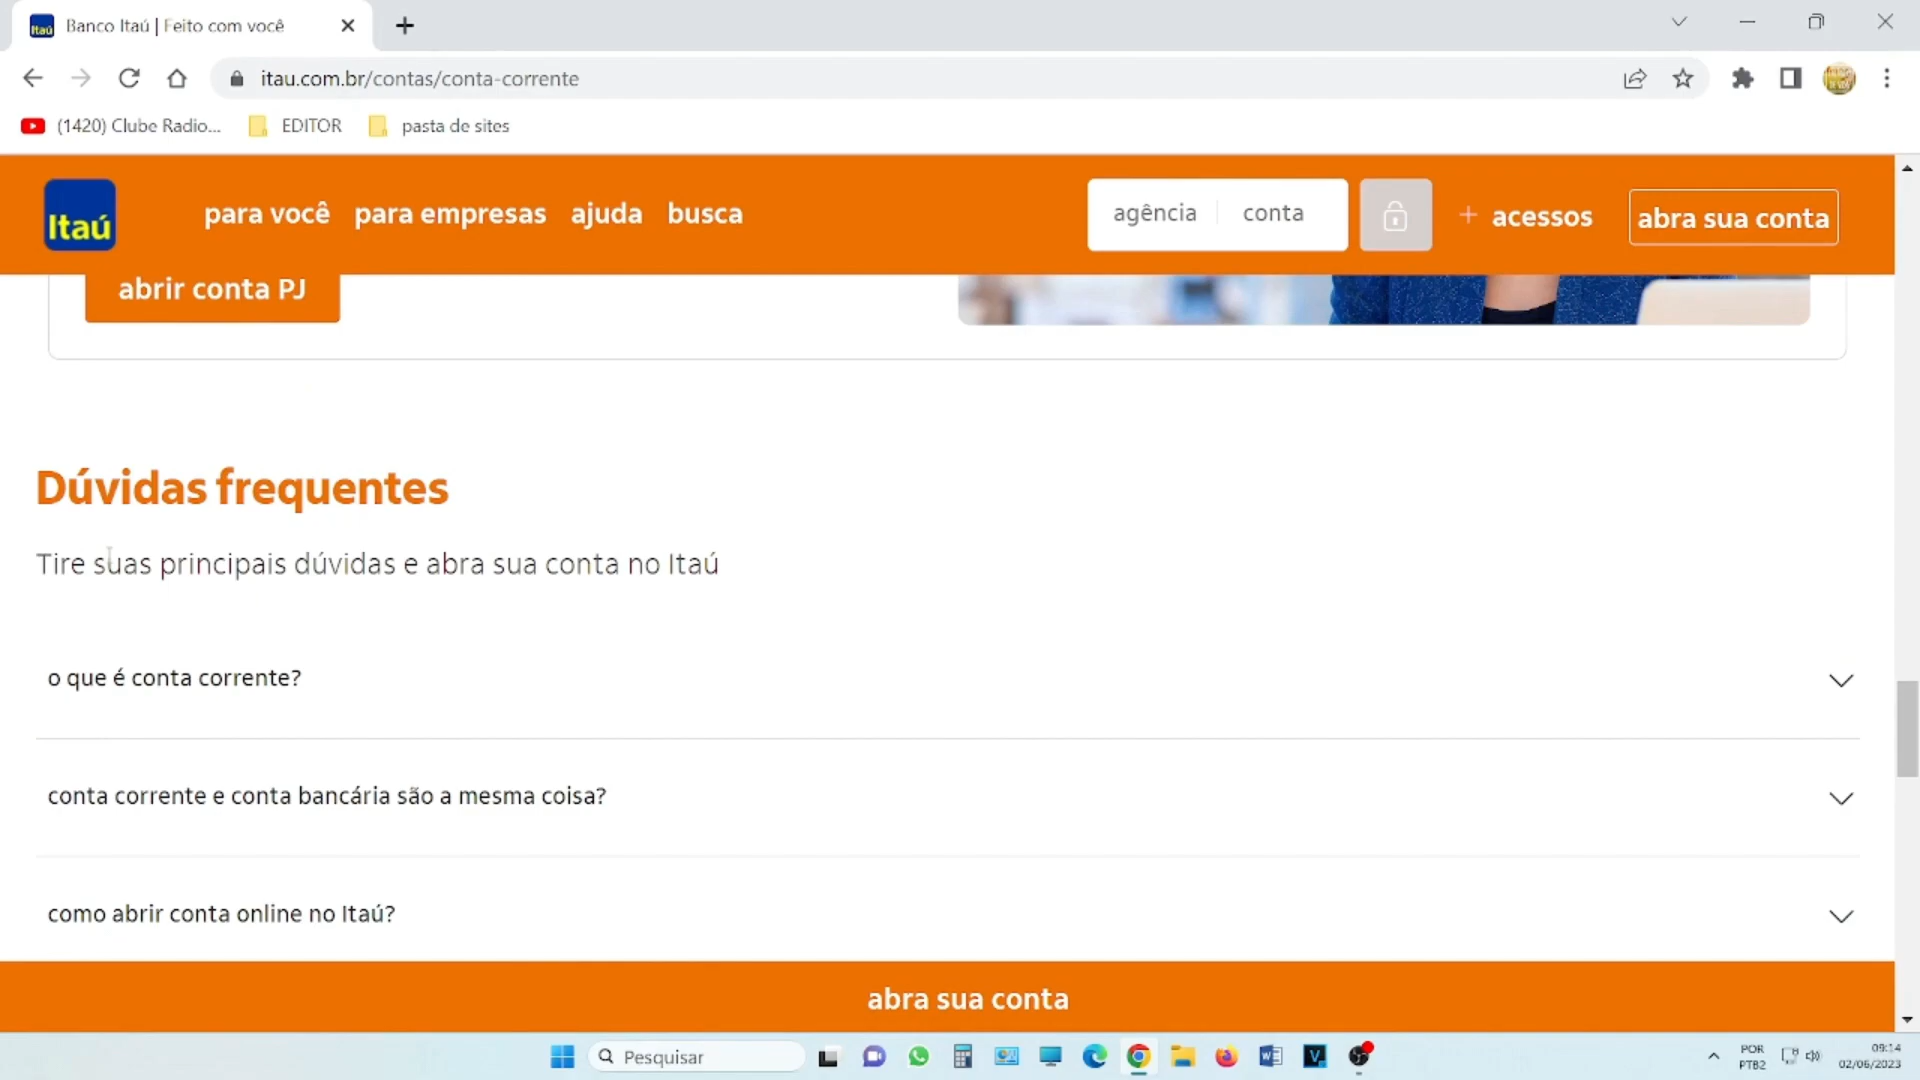 Itaú Banco Itaú | Feito com você
itau.com.br/contas/conta-corrente
(1420) Clube Radio... EDITOR pasta de sites
Itaú para você para empresas ajuda busca agência conta + acessos abra sua conta
abrir conta PJ
Dúvidas frequentes
Tire suas principais dúvidas e abra sua conta no Itaú
o que é conta corrente?
conta corrente e conta bancária são a mesma coisa?
como abrir conta online no Itaú?
abra sua conta
Pesquisar
POR
PTB2
09:14
02/06/2023